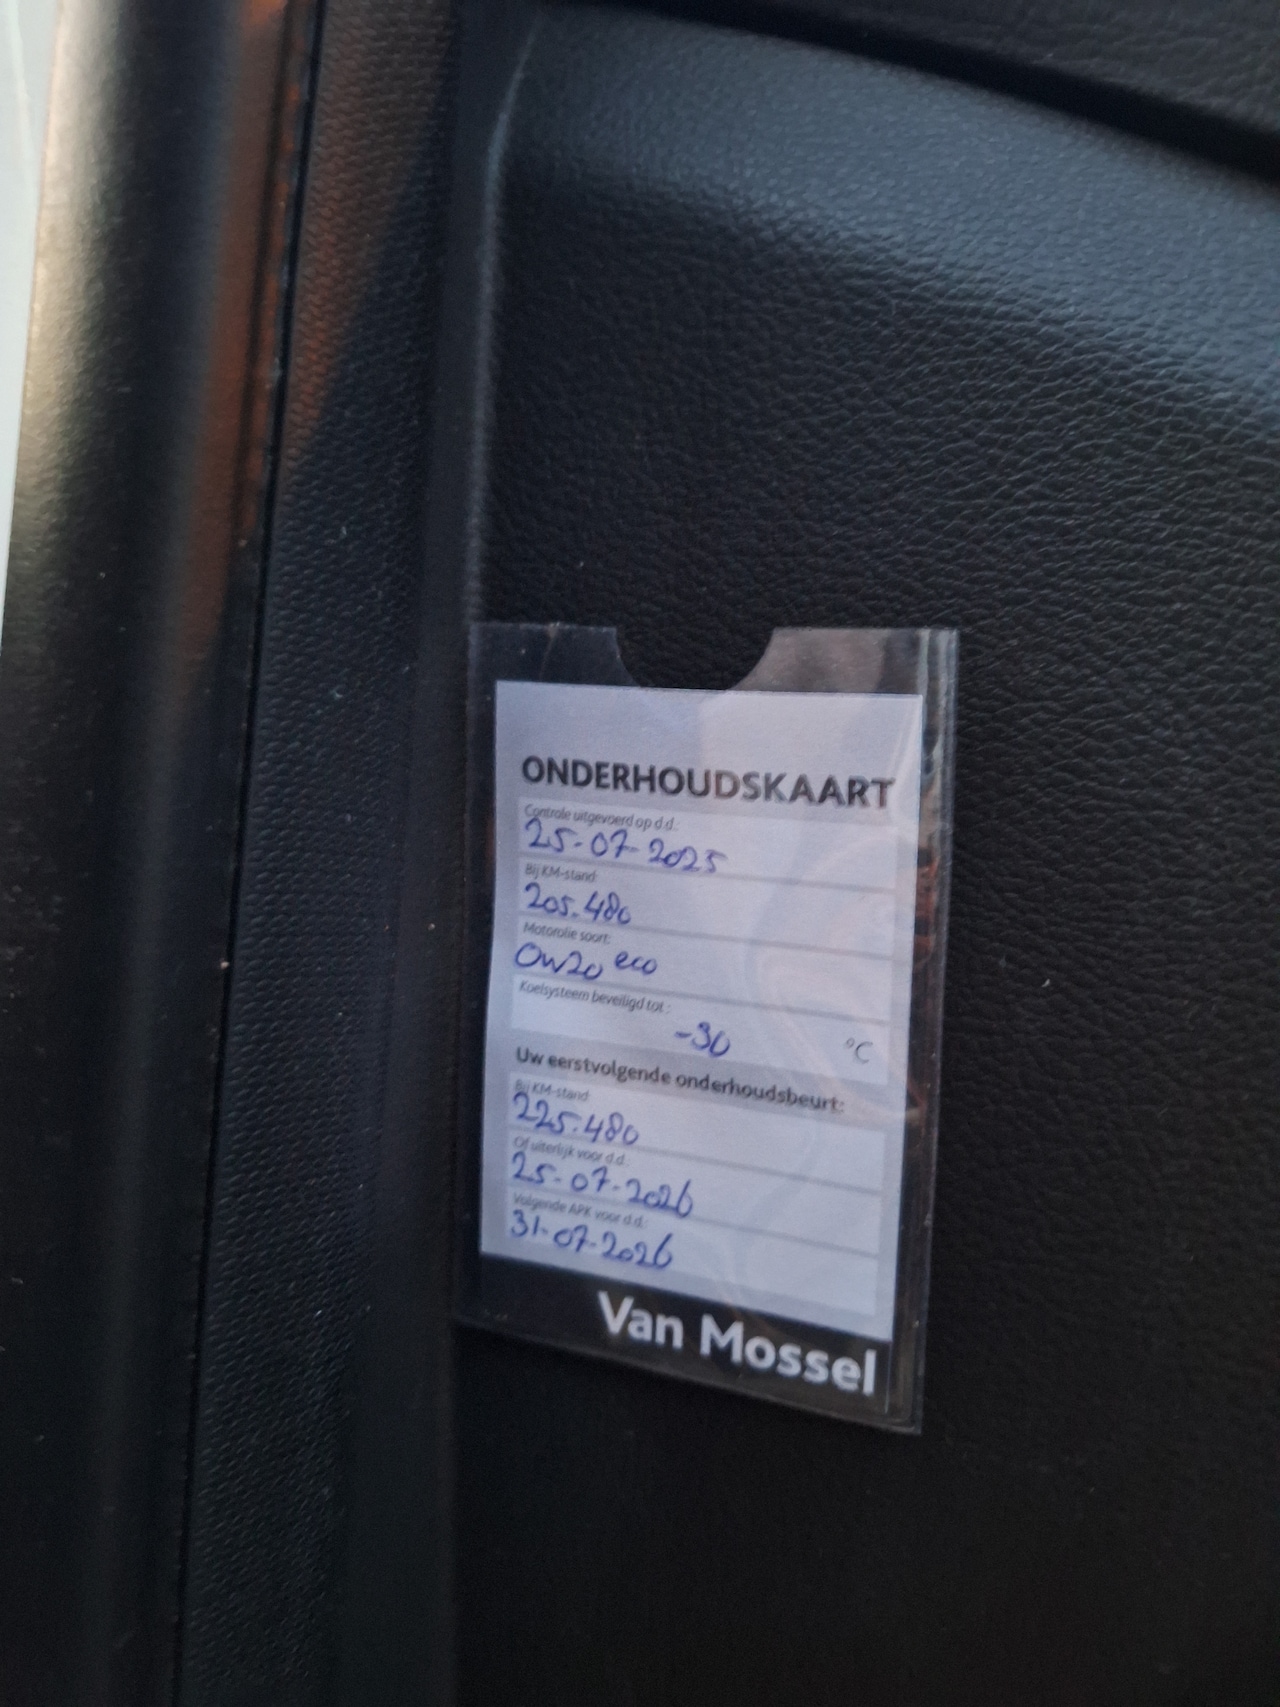 ONDERHOUDSKAART
Controle uitgevoerd op d.d.:
25-07-2025
Bij KM-stand:
205.480
Motorolie soort:
0w20 eco
Koelsysteem beveiligd tot :
-30 °C
Uw eerstvolgende onderhoudsbeurt:
Bij KM-stand:
225.480
Of uiterlijk voor d.d.:
25-07-2026
Volgende APK voor d.d.:
31-07-2026
Van Mossel